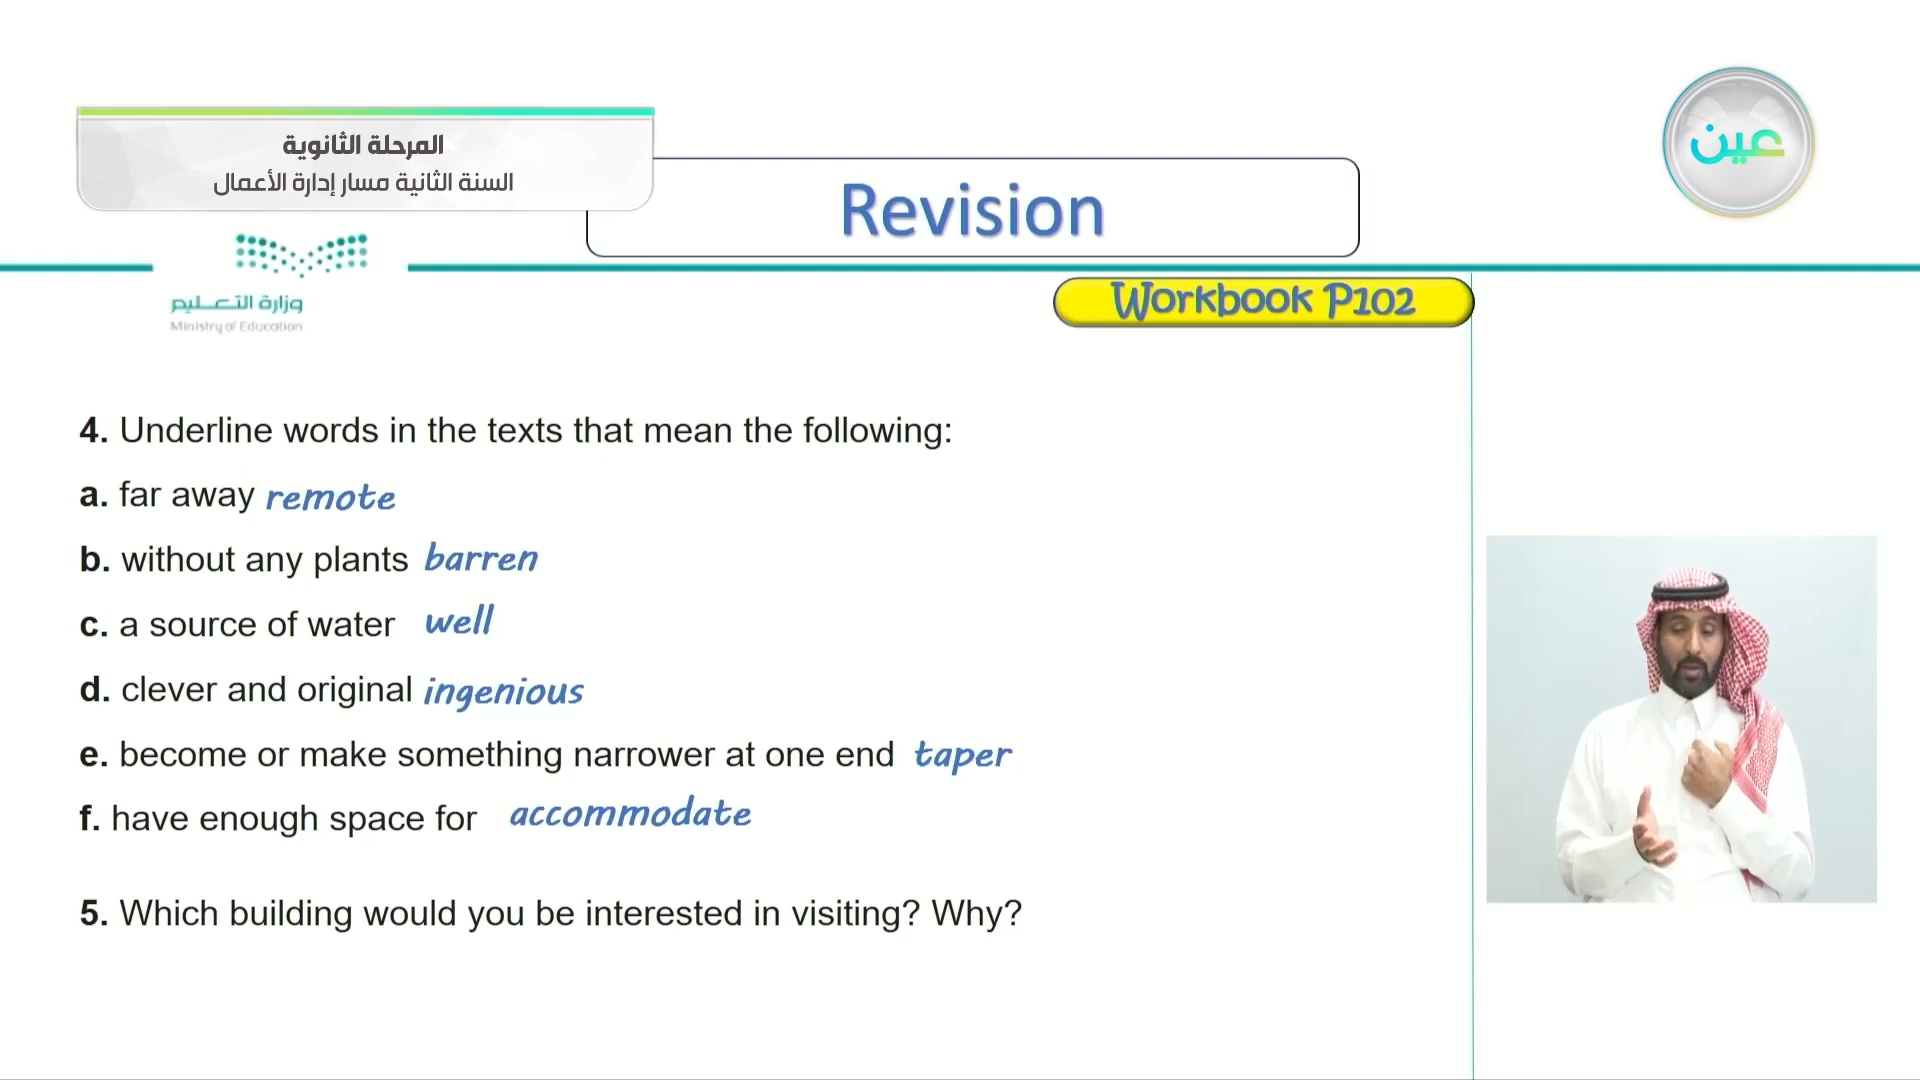 المرحلة الثانوية
السنة الثانية مسار إدارة الأعمال
عين
Revision
وزارة التعليم
Ministry of Education
Workbook P102
4. Underline words in the texts that mean the following:
a. far away remote
b. without any plants barren
c. a source of water well
d. clever and original ingenious
e. become or make something narrower at one end taper
f. have enough space for accommodate
5. Which building would you be interested in visiting? Why?